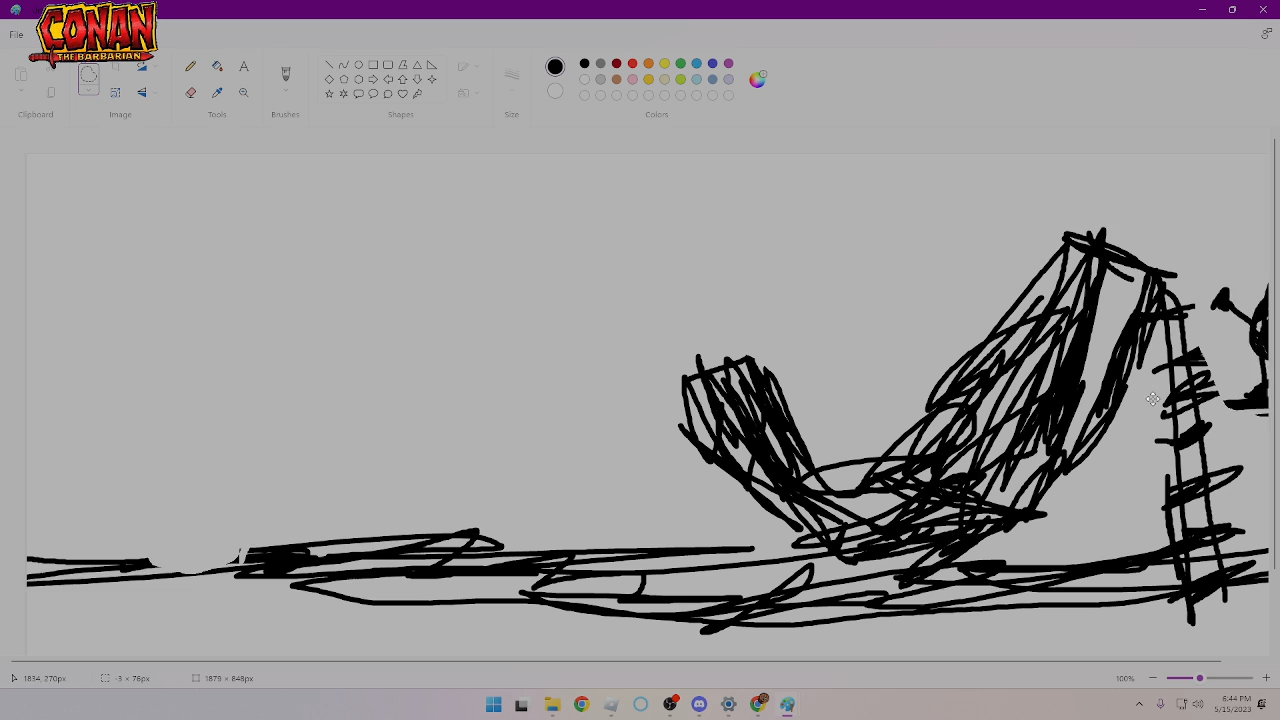 CONAN
THE BARBARIAN
File
Clipboard
Image
Tools
Brushes
Shapes
Size
Colors
1834, 270px
-3 × 76px
1879 × 848px
100%
6:44 PM
5/15/2023